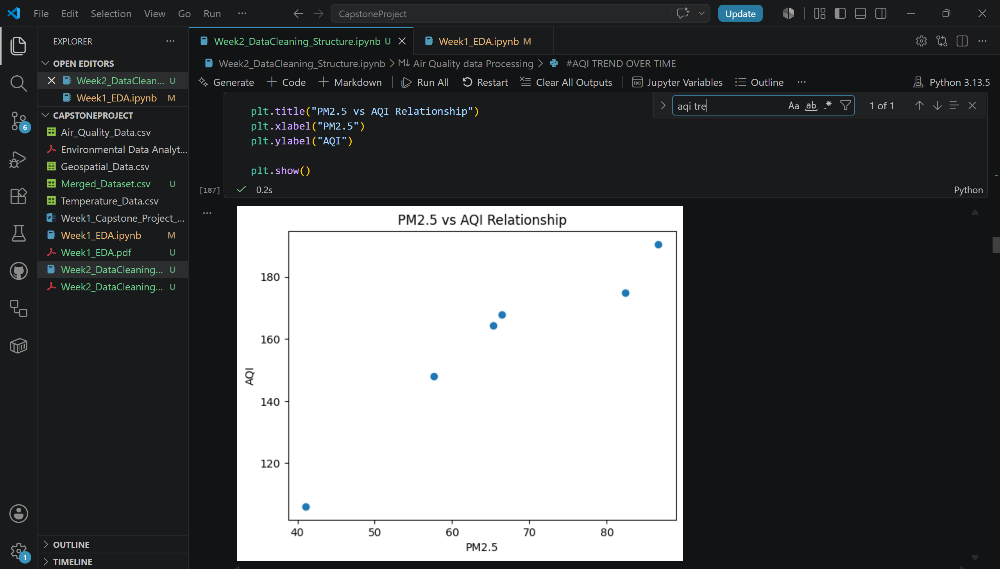 File Edit Selection View Go Run ···
CapstoneProject
Update
EXPLORER ···
OPEN EDITORS
Week2_DataClean... U
Week1_EDA.ipynb M
CAPSTONEPROJECT
Air_Quality_Data.csv
Environmental Data Analyt...
Geospatial_Data.csv
Merged_Dataset.csv U
Temperature_Data.csv
Week1_Capstone_Project_...
Week1_EDA.ipynb M
Week1_EDA.pdf U
Week2_DataCleaning... U
Week2_DataCleaning... U
OUTLINE
TIMELINE
6
1
Week2_DataCleaning_Structure.ipynb U
Week1_EDA.ipynb M
Week2_DataCleaning_Structure.ipynb > M↓ Air Quality data Processing > #AQI TREND OVER TIME
Generate + Code + Markdown Run All Restart Clear All Outputs Jupyter Variables Outline ··· Python 3.13.5
aqi tre Aa ab .* 1 of 1
plt.title("PM2.5 vs AQI Relationship")
plt.xlabel("PM2.5")
plt.ylabel("AQI")
plt.show()
[187] 0.2s Python
PM2.5 vs AQI Relationship
180
160
AQI
140
120
40 50 60 70 80
PM2.5